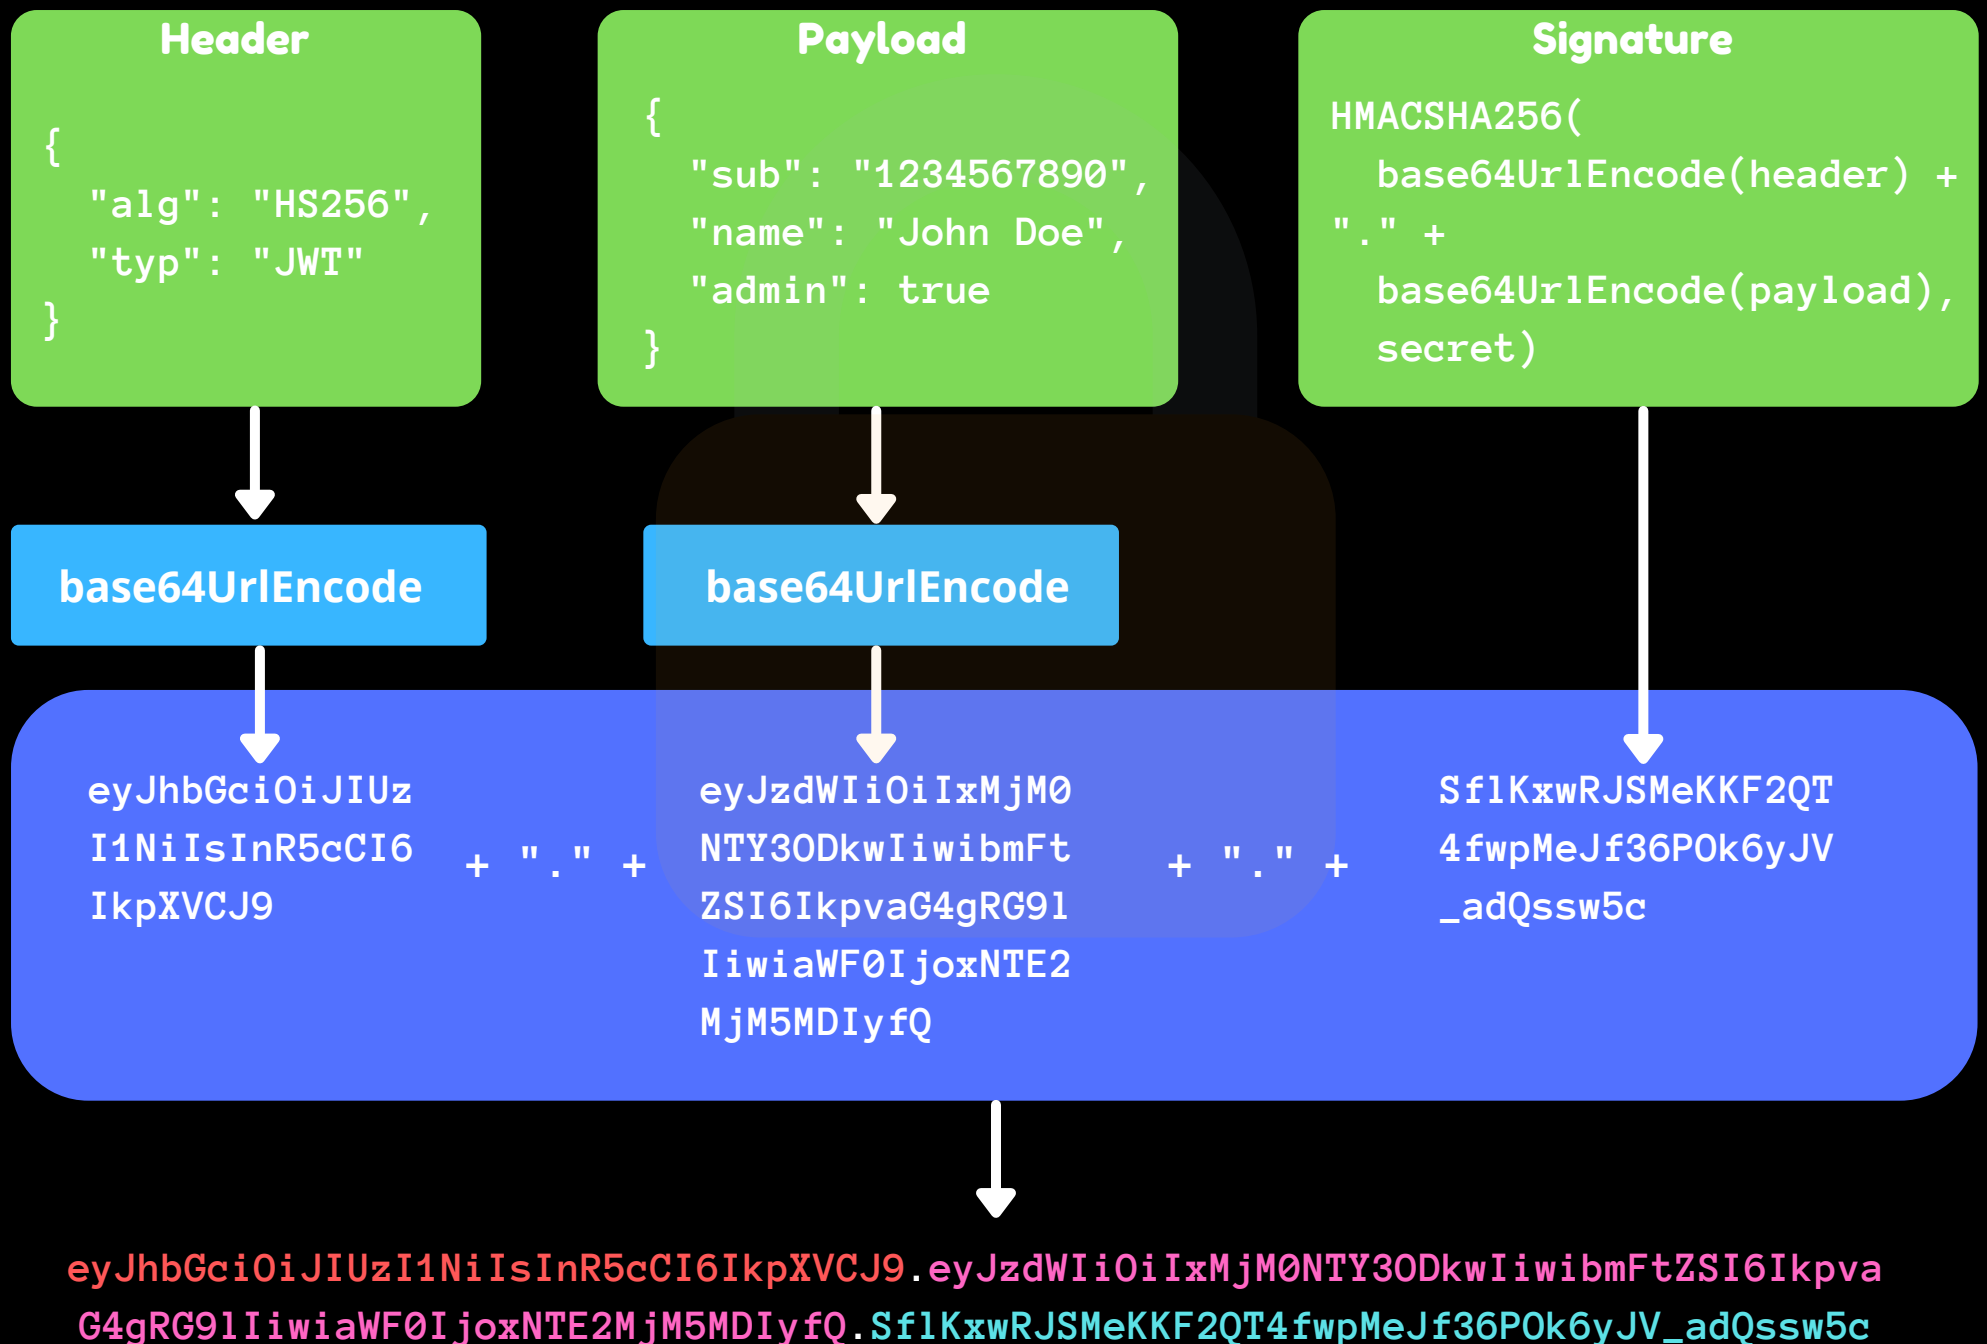 Header
{
  "alg": "HS256",
  "typ": "JWT"
}
Payload
{
  "sub": "1234567890",
  "name": "John Doe",
  "admin": true
}
Signature
HMACSHA256(
  base64UrlEncode(header) +
"." +
  base64UrlEncode(payload),
  secret)
base64UrlEncode
base64UrlEncode
eyJhbGciOiJIUz
I1NiIsInR5cCI6
IkpXVCJ9
+ "." +
eyJzdWIiOiIxMjM0
NTY3ODkwIiwibmFt
ZSI6IkpvaG4gRG9l
IiwiaWF0IjoxNTE2
MjM5MDIyfQ
+ "." +
SflKxwRJSMeKKF2QT
4fwpMeJf36POk6yJV
_adQssw5c
eyJhbGciOiJIUzI1NiIsInR5cCI6IkpXVCJ9.eyJzdWIiOiIxMjM0NTY3ODkwIiwibmFtZSI6Ikpva
G4gRG9lIiwiaWF0IjoxNTE2MjM5MDIyfQ.SflKxwRJSMeKKF2QT4fwpMeJf36POk6yJV_adQssw5c